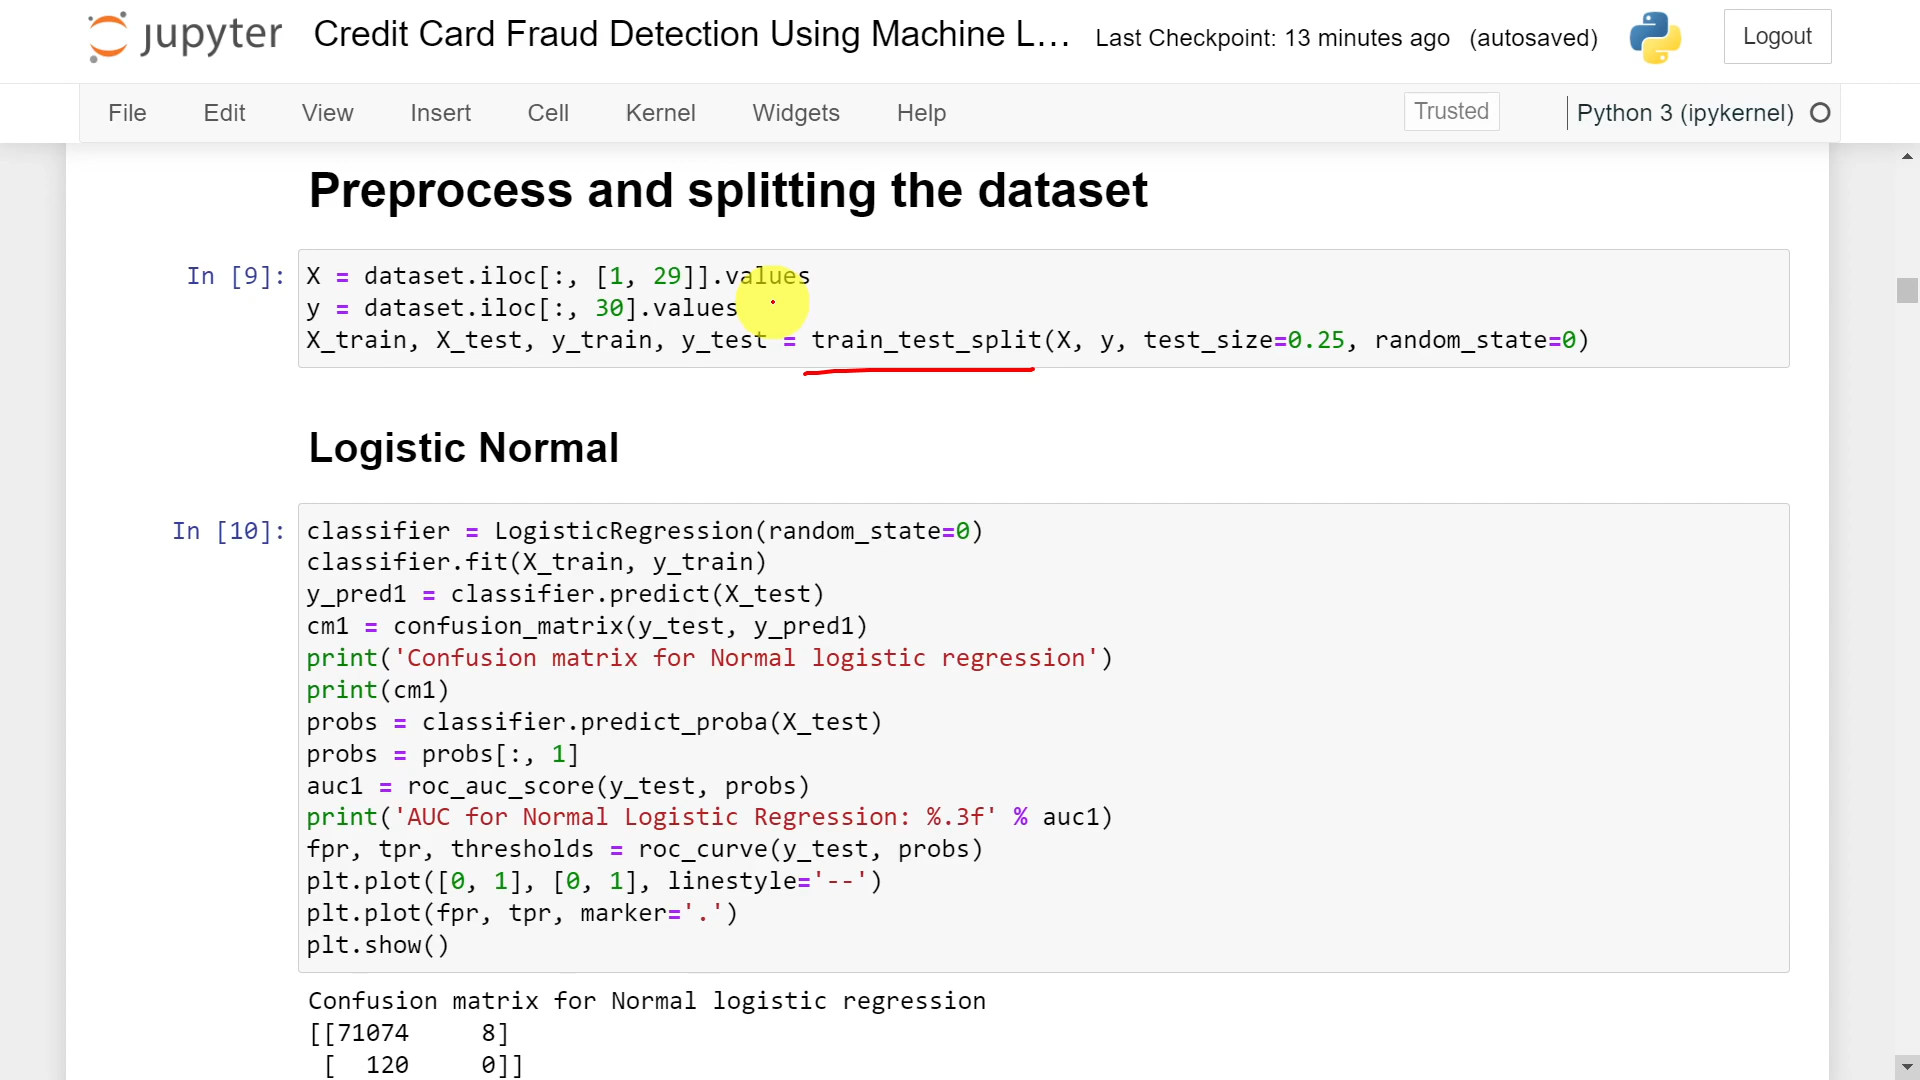 jupyter Credit Card Fraud Detection Using Machine L... Last Checkpoint: 13 minutes ago (autosaved) Logout
File Edit View Insert Cell Kernel Widgets Help Trusted Python 3 (ipykernel)
Preprocess and splitting the dataset
In [9]: X = dataset.iloc[:, [1, 29]].values
y = dataset.iloc[:, 30].values
X_train, X_test, y_train, y_test = train_test_split(X, y, test_size=0.25, random_state=0)
Logistic Normal
In [10]: classifier = LogisticRegression(random_state=0)
classifier.fit(X_train, y_train)
y_pred1 = classifier.predict(X_test)
cm1 = confusion_matrix(y_test, y_pred1)
print('Confusion matrix for Normal logistic regression')
print(cm1)
probs = classifier.predict_proba(X_test)
probs = probs[:, 1]
auc1 = roc_auc_score(y_test, probs)
print('AUC for Normal Logistic Regression: %.3f' % auc1)
fpr, tpr, thresholds = roc_curve(y_test, probs)
plt.plot([0, 1], [0, 1], linestyle='--')
plt.plot(fpr, tpr, marker='.')
plt.show()
Confusion matrix for Normal logistic regression
[[71074     8]
 [  120     0]]